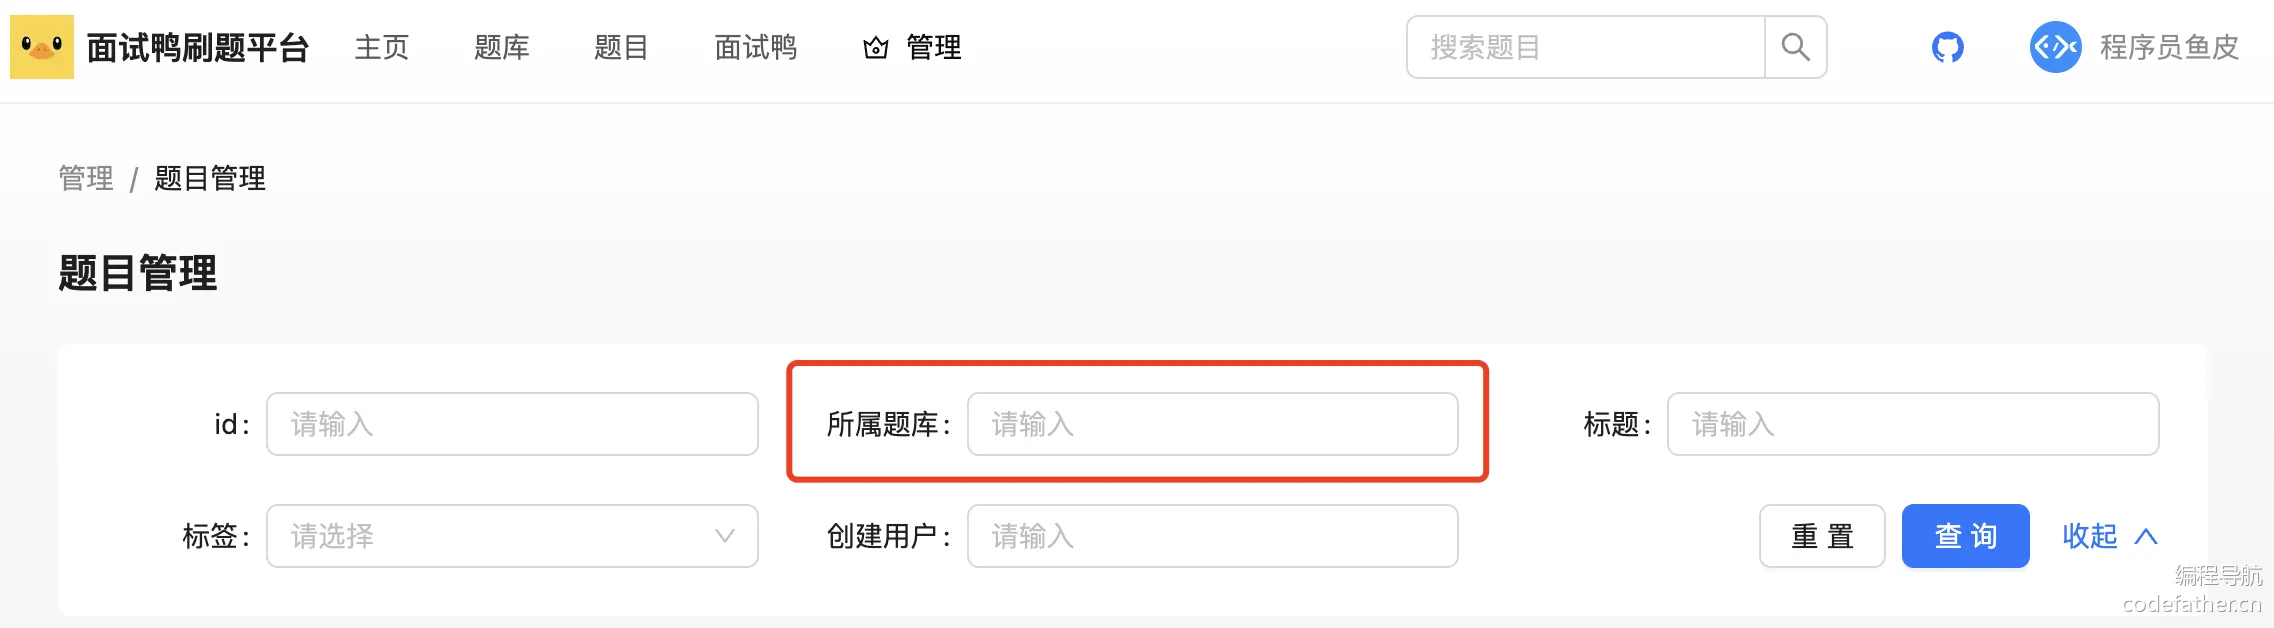 面试鸭刷题平台 主页 题库 题目 面试鸭 管理 搜索题目 程序员鱼皮
管理 / 题目管理
题目管理
id: 请输入 所属题库: 请输入 标题: 请输入
标签: 请选择 创建用户: 请输入 重 置 查 询 收起
编程导航
codefather.cn